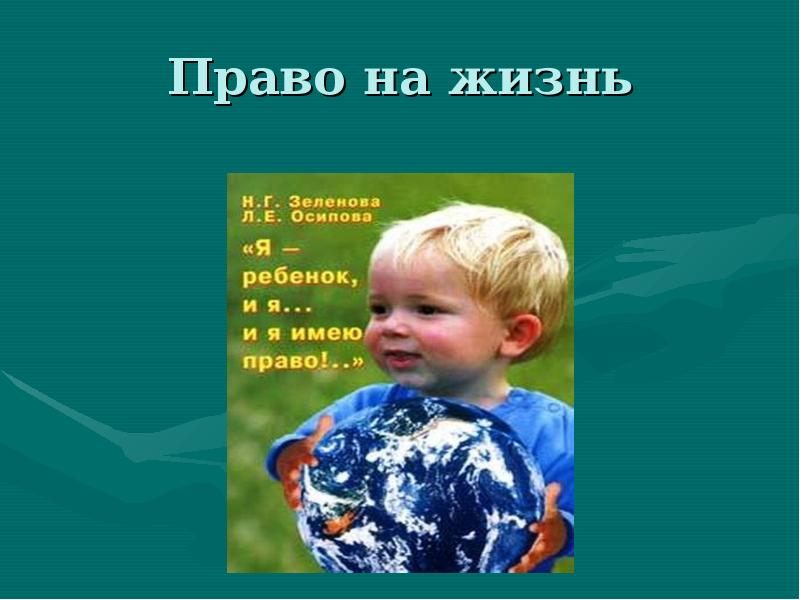 Право на жизнь
Н.Г. Зеленова
Л.Е. Осипова
«Я –
ребенок,
и я...
и я имею
право!..»